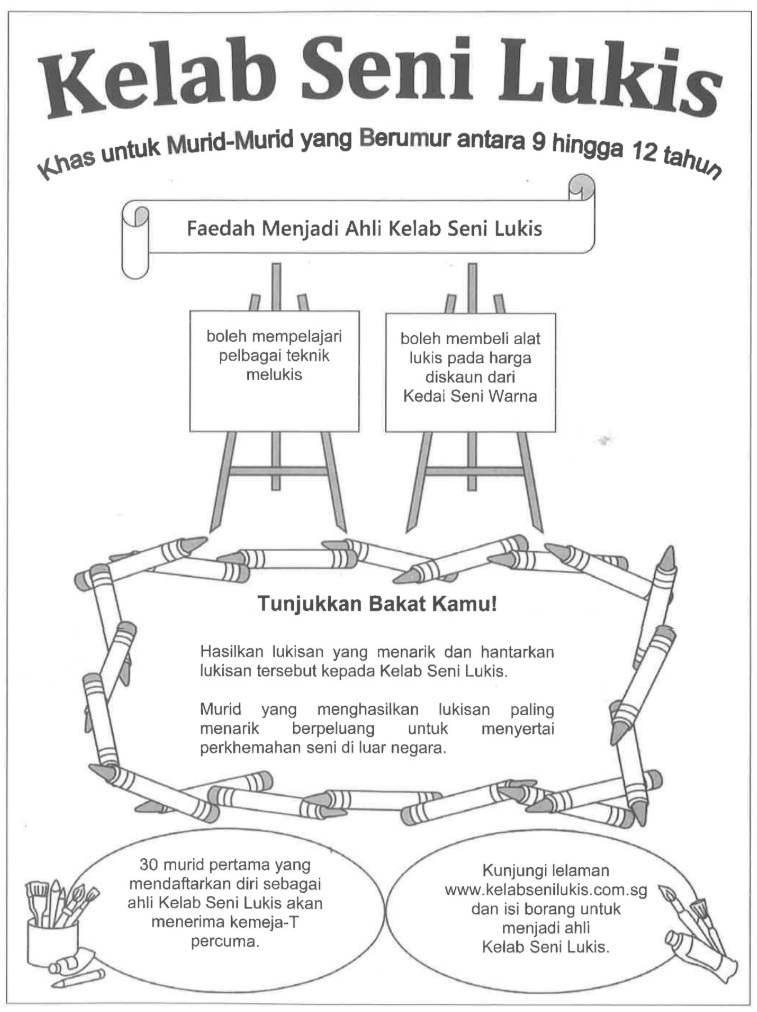 Kelab Seni Lukis
Khas untuk Murid-Murid yang Berumur antara 9 hingga 12 tahun
Faedah Menjadi Ahli Kelab Seni Lukis
boleh mempelajari
pelbagai teknik
melukis
boleh membeli alat
lukis pada harga
diskaun dari
Kedai Seni Warna
Tunjukkan Bakat Kamu!
Hasilkan lukisan yang menarik dan hantarkan
lukisan tersebut kepada Kelab Seni Lukis.
Murid yang menghasilkan lukisan paling
menarik berpeluang untuk menyertai
perkhemahan seni di luar negara.
30 murid pertama yang
mendaftarkan diri sebagai
ahli Kelab Seni Lukis akan
menerima kemeja-T
percuma.
Kunjungi lelaman
www.kelabsenilukis.com.sg
dan isi borang untuk
menjadi ahli
Kelab Seni Lukis.